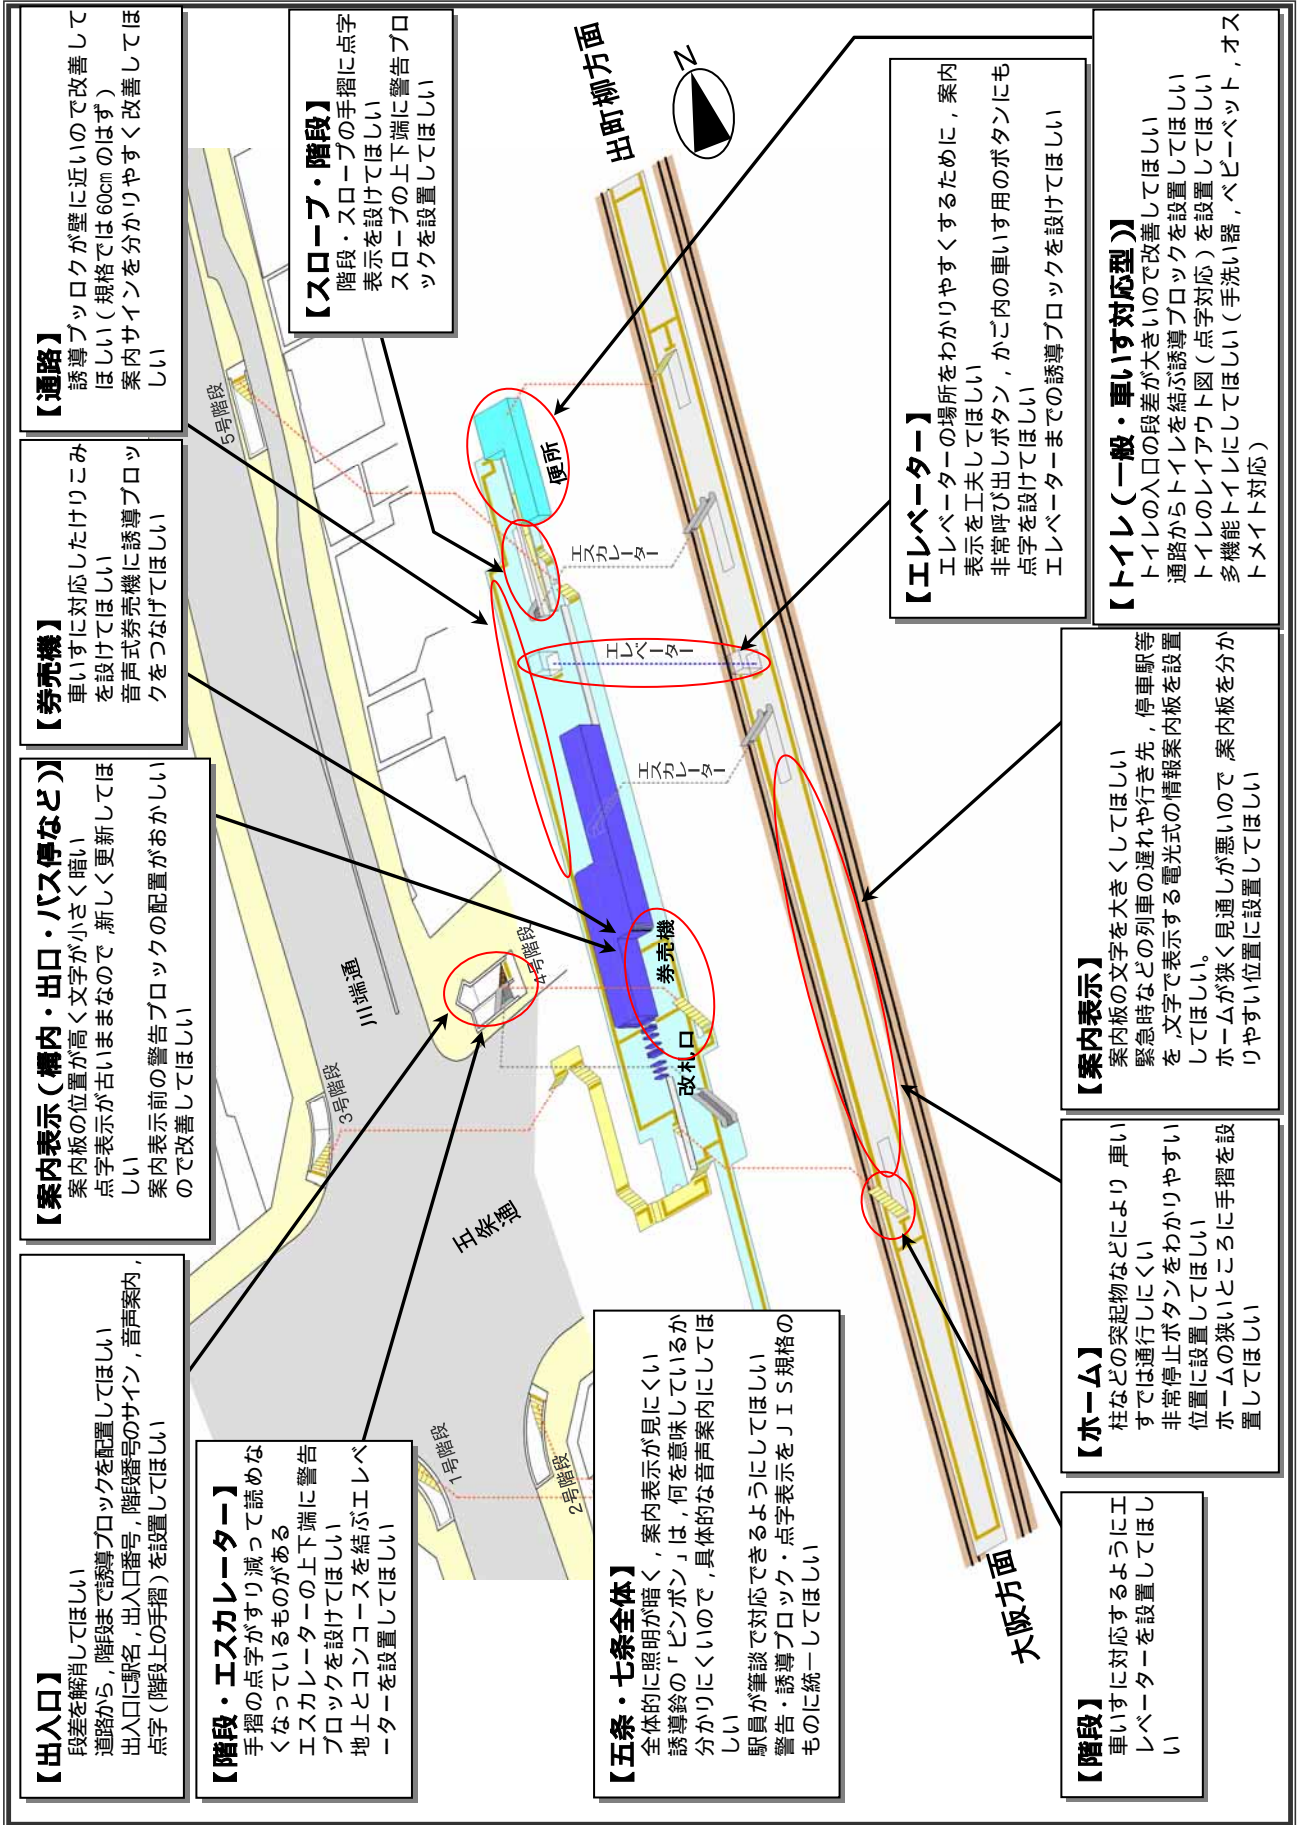 【出入口】
段差を解消してほしい
道路から，階段まで誘導ブロックを配置してほしい
出入口に駅名，出入口番号，階段番号のサイン，音声案内，
点字（階段上の手摺）を設置してほしい
【案内表示（構内・出口・バス停など）】
案内板の位置が高く文字が小さく暗い
点字表示が古いままなので，新しく更新してほ
しい
案内表示前の警告ブロックの配置がおかしい
ので改善してほしい
【券売機】
車いすに対応したけりこみ
を設けてほしい
音声式券売機に誘導ブロッ
クをつなげてほしい
【通路】
誘導ブッロクが壁に近いので改善して
ほしい（規格では60cmのはず）
案内サインを分かりやすく改善してほ
しい
【階段・エスカレーター】
手摺の点字がすり減って読めな
くなっているものがある
エスカレーターの上下端に警告
ブロックを設けてほしい
地上とコンコースを結ぶエレベ
ーターを設置してほしい
【スロープ・階段】
階段・スロープの手摺に点字
表示を設けてほしい
スロープの上下端に警告ブロ
ックを設置してほしい
1号階段
2号階段
3号階段
4号階段
5号階段
川端通
五条通
改札口
券売機
便所
エスカレーター
エレベーター
エスカレーター
出町柳方面
N
大阪方面
【五条・七条全体】
全体的に照明が暗く，案内表示が見にくい
誘導鈴の「ピンポン」は，何を意味しているか
分かりにくいので，具体的な音声案内にしてほ
しい
駅員が筆談で対応できるようにしてほしい
警告・誘導ブロック・点字表示をＪＩＳ規格の
ものに統一してほしい
【エレベーター】
エレベーターの場所をわかりやすくするために，案内
表示を工夫してほしい
非常呼び出しボタン，かご内の車いす用のボタンにも
点字を設けてほしい
エレベーターまでの誘導ブロックを設けてほしい
【階段】
車いすに対応するようにエ
レベーターを設置してほし
い
【ホーム】
柱などの突起物などにより，車い
すでは通行しにくい
非常停止ボタンをわかりやすい
位置に設置してほしい
ホームの狭いところに手摺を設
置してほしい
【案内表示】
案内板の文字を大きくしてほしい
緊急時などの列車の遅れや行き先，停車駅等
を，文字で表示する電光式の情報案内板を設置
してほしい。
ホームが狭く見通しが悪いので，案内板を分か
りやすい位置に設置してほしい
【トイレ（一般・車いす対応型）】
トイレの入口の段差が大きいので改善してほしい
通路からトイレを結ぶ誘導ブロックを設置してほしい
トイレのレイアウト図（点字対応）を設置してほしい
多機能トイレにしてほしい（手洗い器，ベビーベット，オス
トメイト対応）